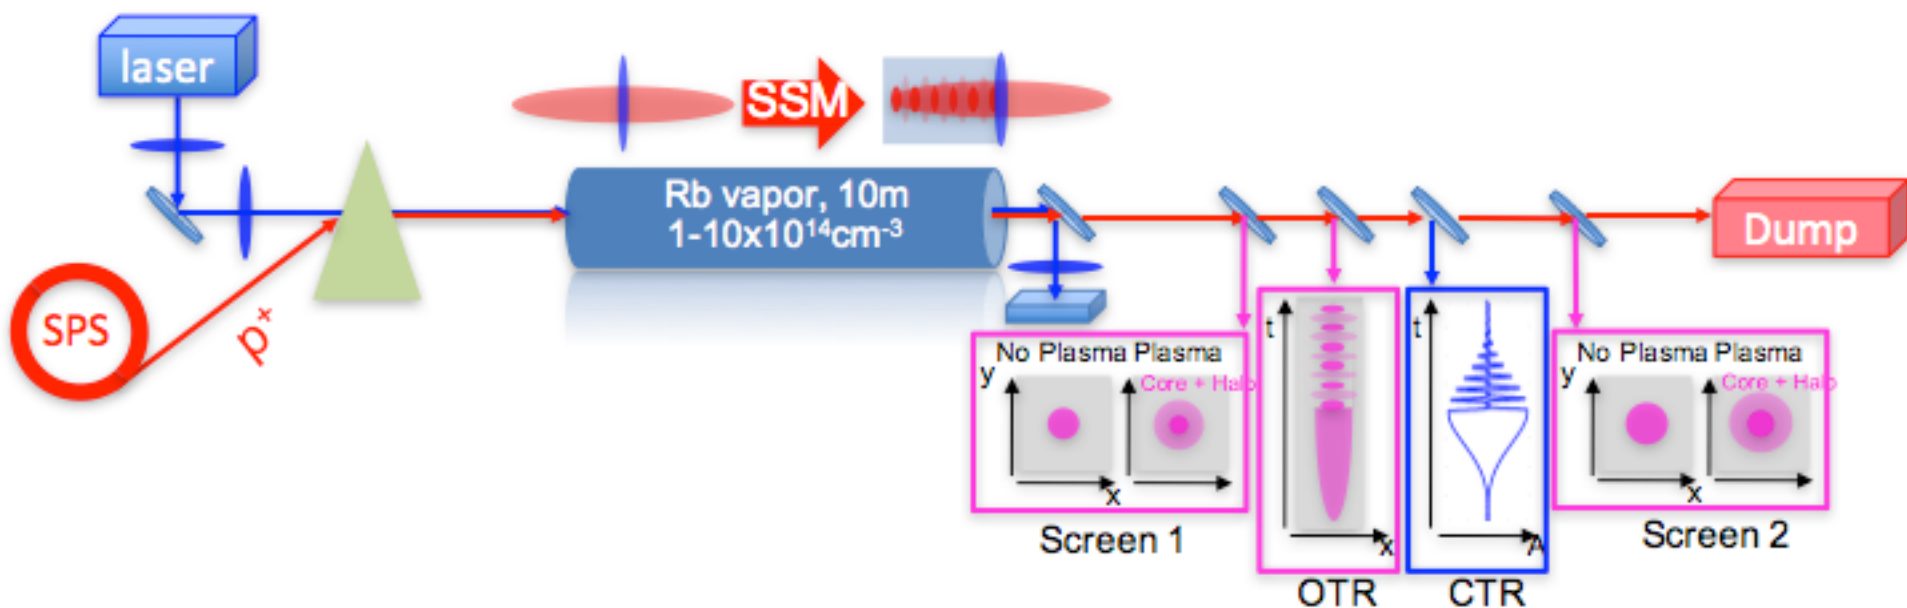 laser
SSM
Rb vapor, 10m
1-10x10¹⁴cm⁻³
SPS
p⁺
Dump
No Plasma Plasma
y
Core + Halo
x
Screen 1
t
x
OTR
t
A
CTR
No Plasma Plasma
y
Core + Halo
x
Screen 2